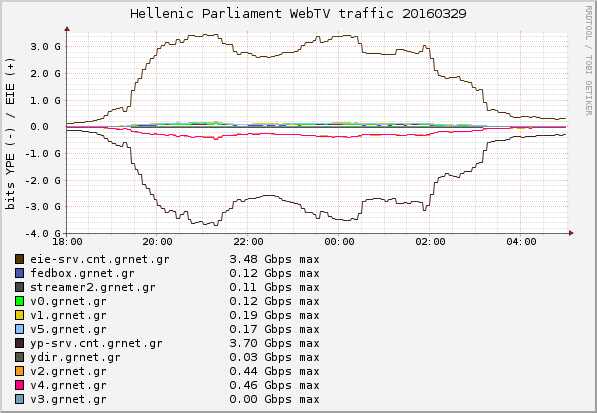 Hellenic Parliament WebTV traffic 20160329
RRDTOOL / TOBI OETIKER
bits YPE (-) / EIE (+)
3.0 G
2.0 G
1.0 G
0.0
-1.0 G
-2.0 G
-3.0 G
-4.0 G
18:00 20:00 22:00 00:00 02:00 04:00
eie-srv.cnt.grnet.gr 3.48 Gbps max
fedbox.grnet.gr 0.12 Gbps max
streamer2.grnet.gr 0.11 Gbps max
v0.grnet.gr 0.12 Gbps max
v1.grnet.gr 0.19 Gbps max
v5.grnet.gr 0.17 Gbps max
yp-srv.cnt.grnet.gr 3.70 Gbps max
ydir.grnet.gr 0.03 Gbps max
v2.grnet.gr 0.44 Gbps max
v4.grnet.gr 0.46 Gbps max
v3.grnet.gr 0.00 Gbps max